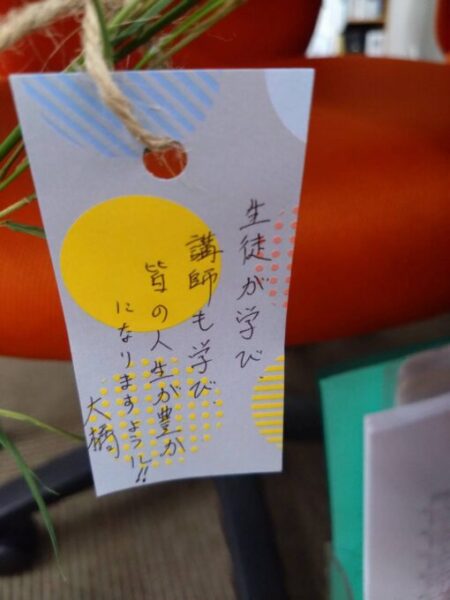 生徒が学び
講師も学び
皆の人生が豊か
になりますように!!
大橋